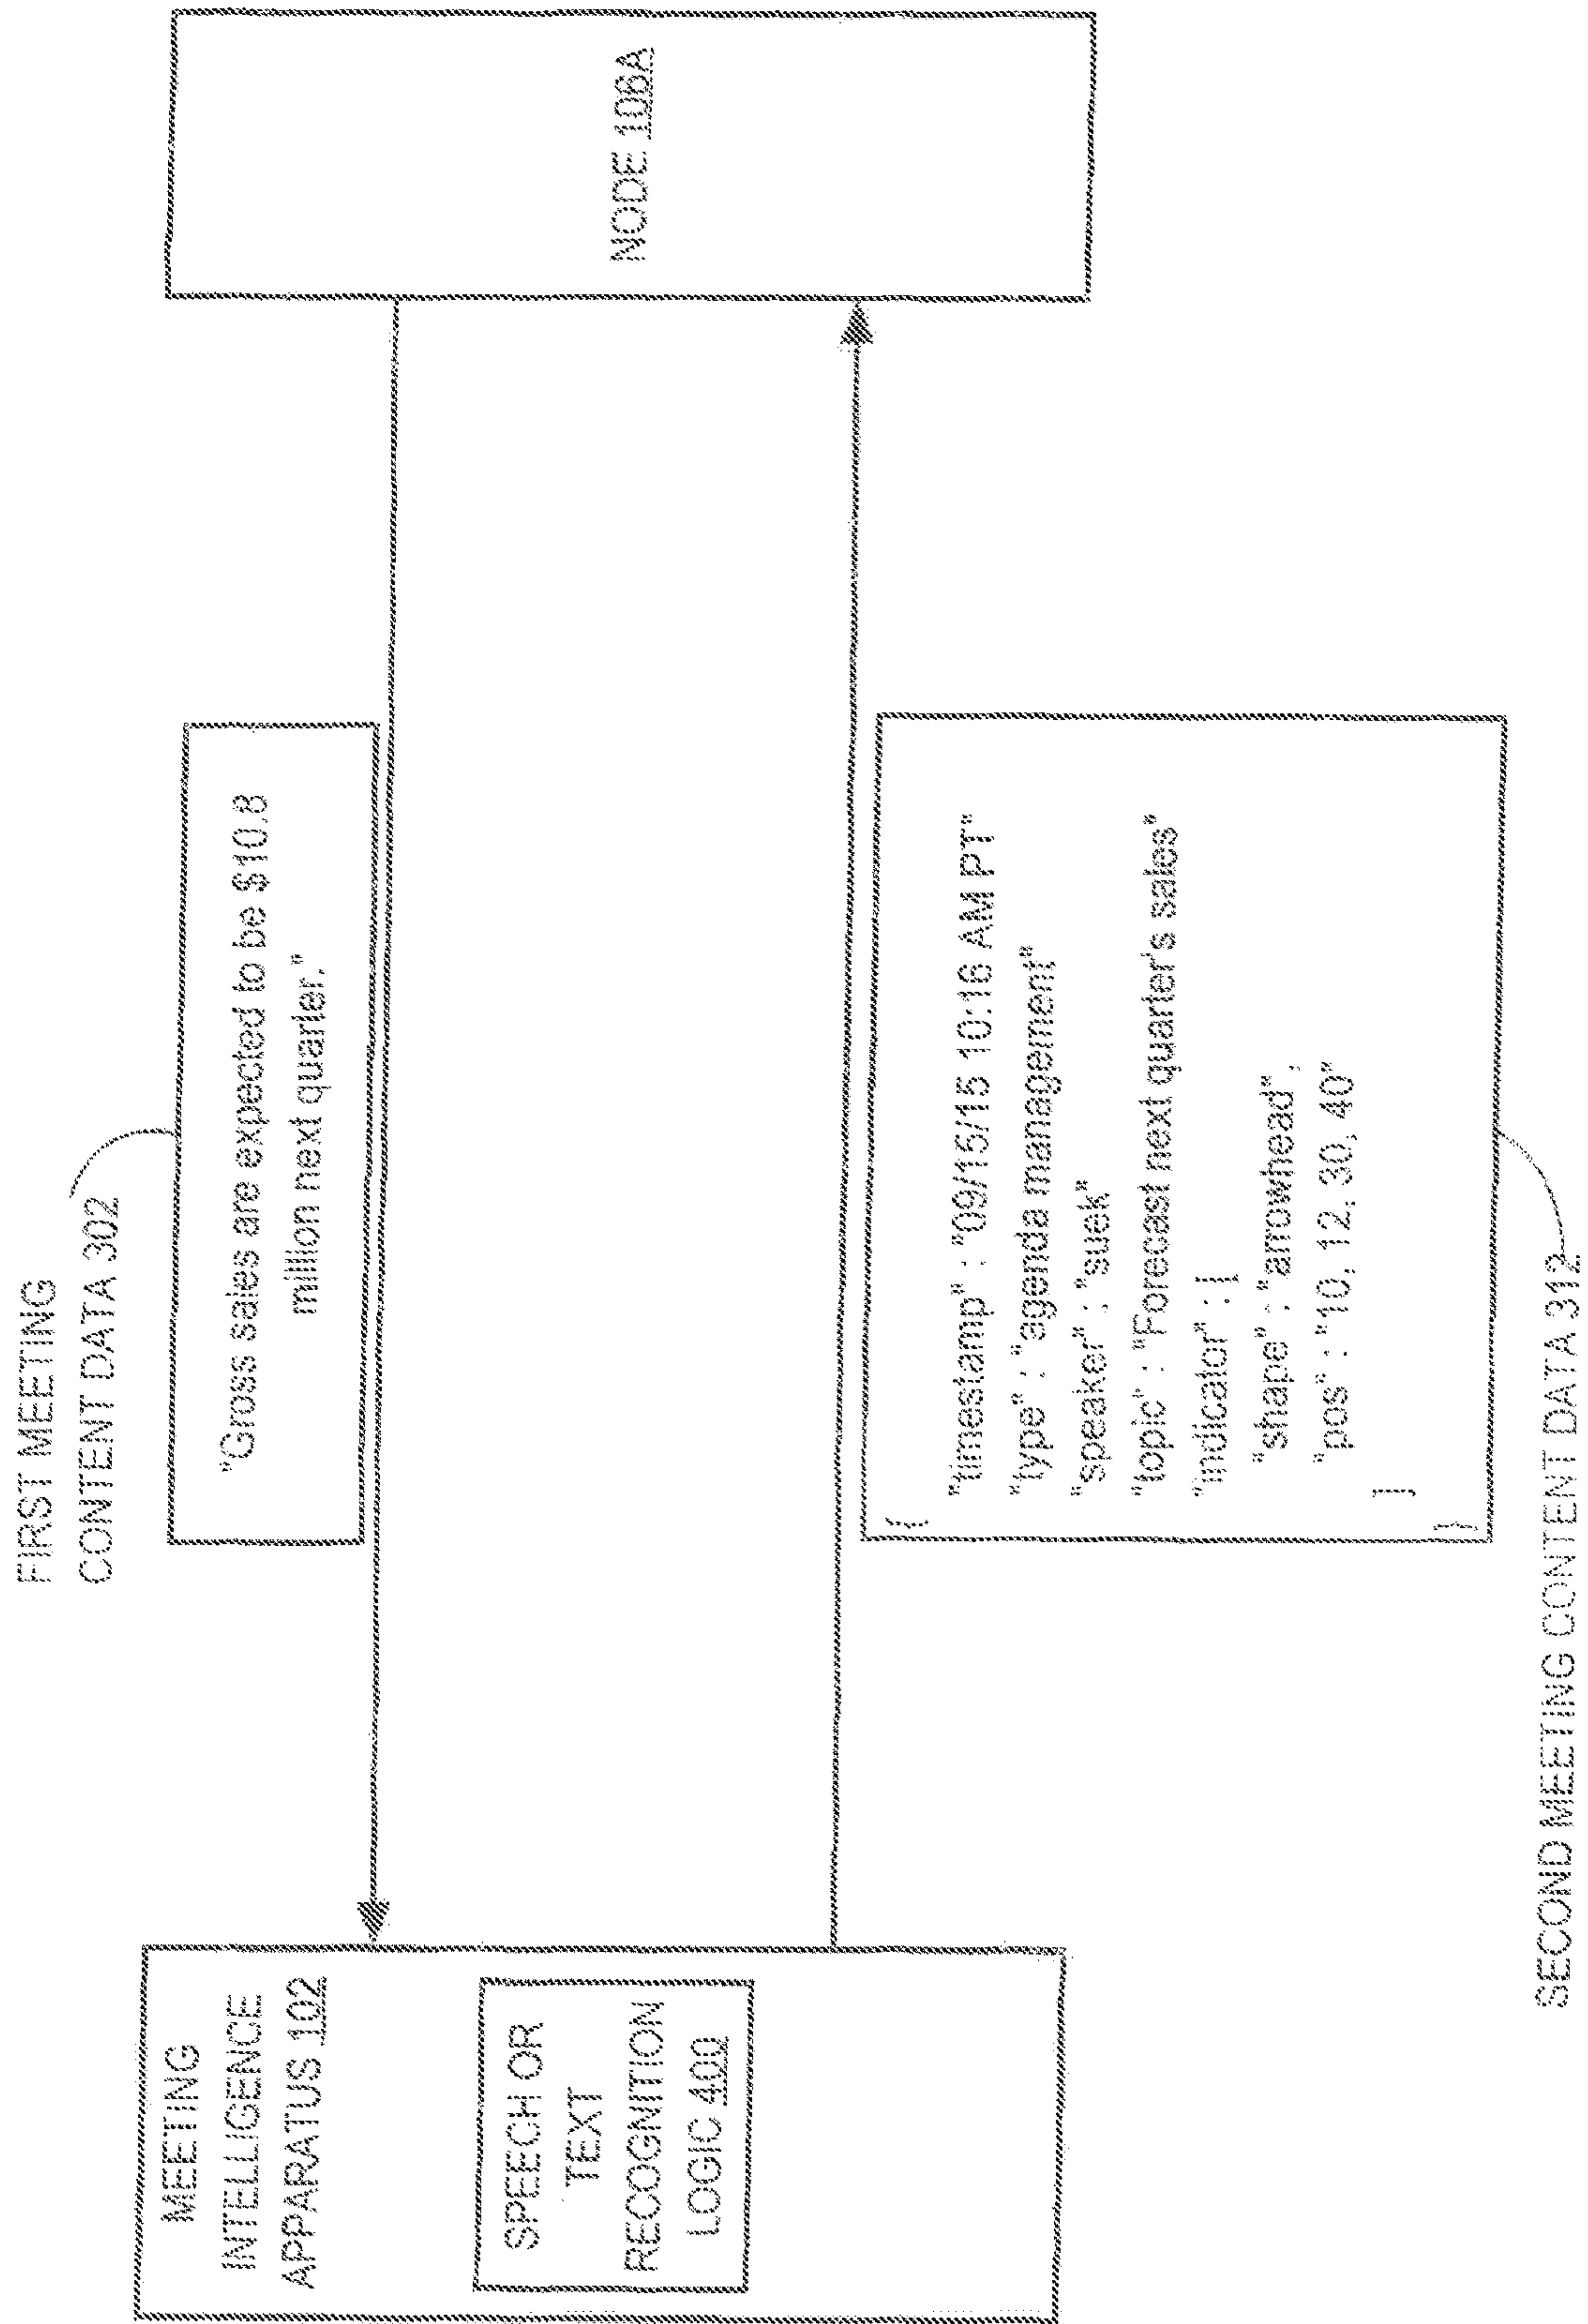 FIRST MEETING
CONTENT DATA 302
"Gross sales are expected to be $10.8
million next quarter."
MEETING
INTELLIGENCE
APPARATUS 102
SPEECH OR
TEXT
RECOGNITION
LOGIC 400
NODE 106A
{
"timestamp" : "09/15/15 10:16 AM PT"
"type" : "agenda management"
"speaker" : "suek"
"topic" : "Forecast next quarter's sales"
"indicator" : [
"shape" : "arrowhead",
"pos" : "10, 12, 30, 40"
]
}
SECOND MEETING CONTENT DATA 312